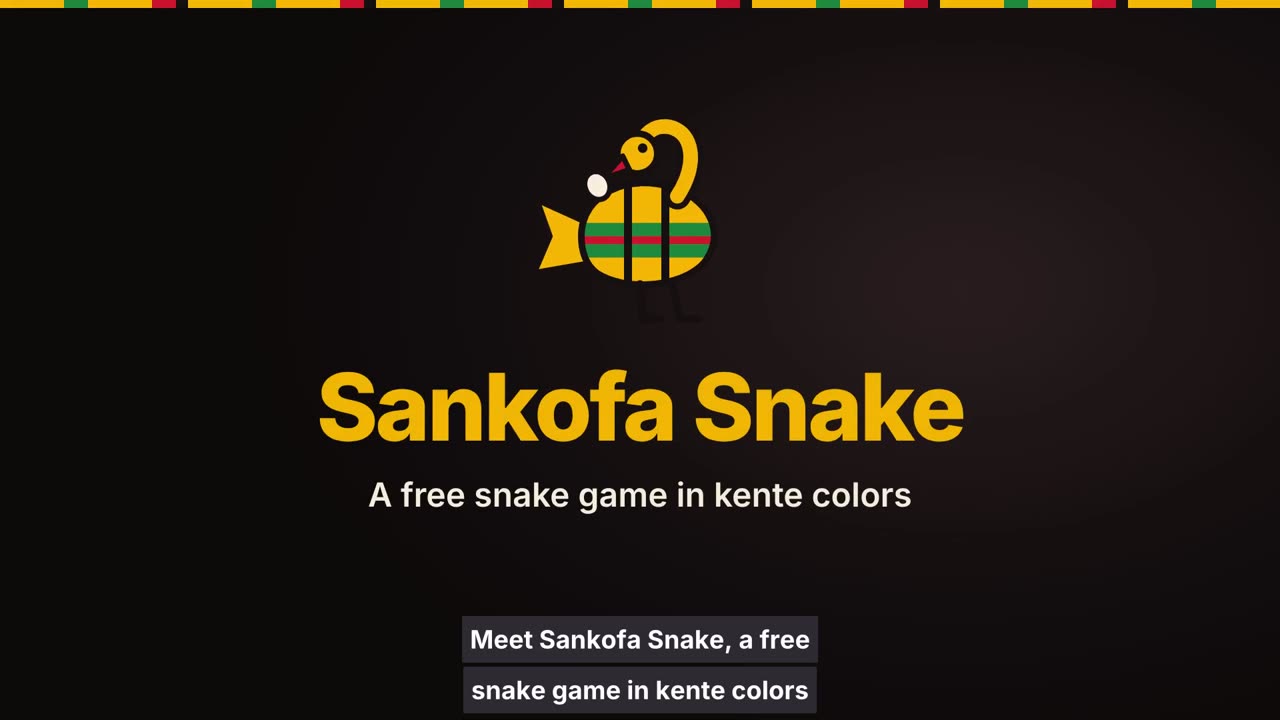 Sankofa Snake
A free snake game in kente colors
Meet Sankofa Snake, a free
snake game in kente colors